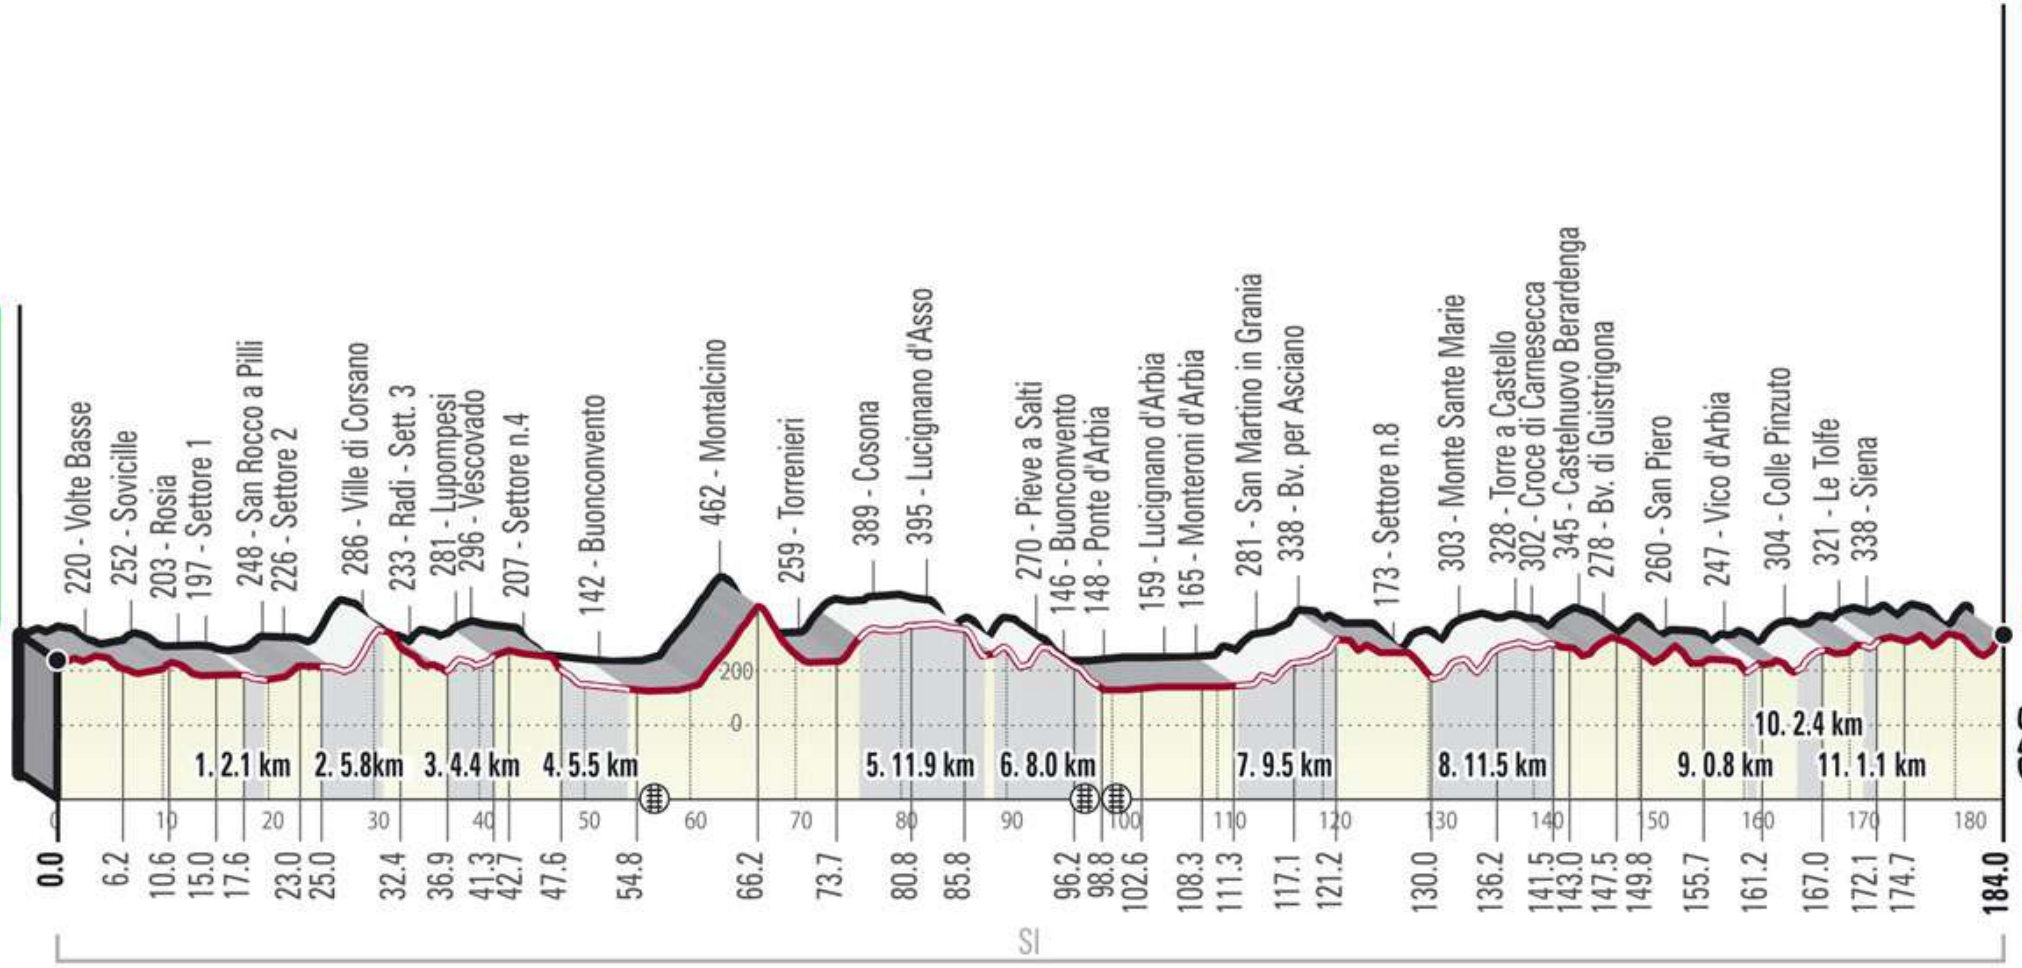 220 - Volte Basse
252 - Sovicille
203 - Rosia
197 - Settore 1
248 - San Rocco a Pilli
226 - Settore 2
286 - Ville di Corsano
233 - Radi - Sett. 3
281 - Lupompesi
296 - Vescovado
207 - Settore n.4
142 - Buonconvento
462 - Montalcino
259 - Torrenieri
389 - Cosona
395 - Lucignano d'Asso
270 - Pieve a Salti
146 - Buonconvento
148 - Ponte d'Arbia
159 - Lucignano d'Arbia
165 - Monteroni d'Arbia
281 - San Martino in Grania
338 - Bv. per Asciano
173 - Settore n.8
303 - Monte Sante Marie
328 - Torre a Castello
302 - Croce di Carneseca
345 - Castelnuovo Berardenga
278 - Bv. di Guistrigona
260 - San Piero
247 - Vico d'Arbia
304 - Colle Pinzuto
321 - Le Tolfe
338 - Siena
200
0
1. 2.1 km
2. 5.8km
3. 4.4 km
4. 5.5 km
5. 11.9 km
6. 8.0 km
7. 9.5 km
8. 11.5 km
9. 0.8 km
10. 2.4 km
11. 1.1 km
0
10
20
30
40
50
60
70
80
90
100
110
120
130
140
150
160
170
180
0.0
6.2
10.6
15.0
17.6
23.0
25.0
32.4
36.9
41.3
42.7
47.6
54.8
66.2
73.7
80.8
85.8
96.2
98.8
102.6
108.3
111.3
117.1
121.2
130.0
136.2
141.5
143.0
147.5
149.8
155.7
161.2
167.0
172.1
174.7
184.0
SI